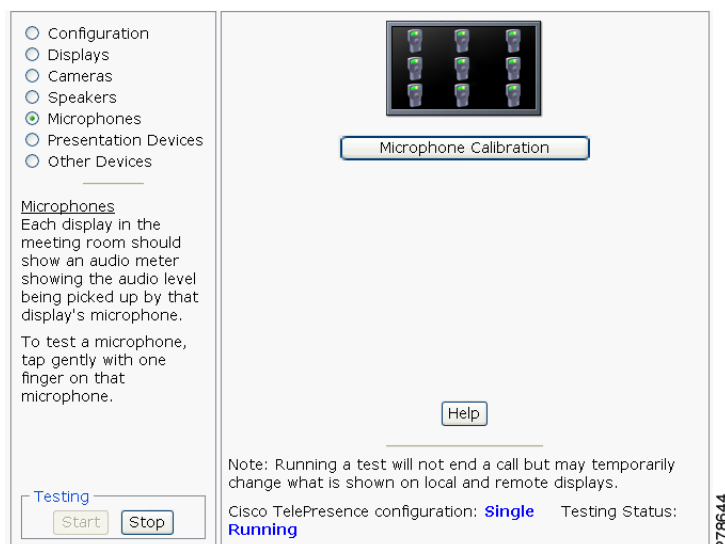 Configuration
Displays
Cameras
Speakers
Microphones
Presentation Devices
Other Devices
Microphones
Each display in the
meeting room should
show an audio meter
showing the audio level
being picked up by that
display's microphone.
To test a microphone,
tap gently with one
finger on that
microphone.
Testing
Start
Stop
Microphone Calibration
Help
Note: Running a test will not end a call but may temporarily
change what is shown on local and remote displays.
Cisco TelePresence configuration: Single Testing Status:
Running
278644